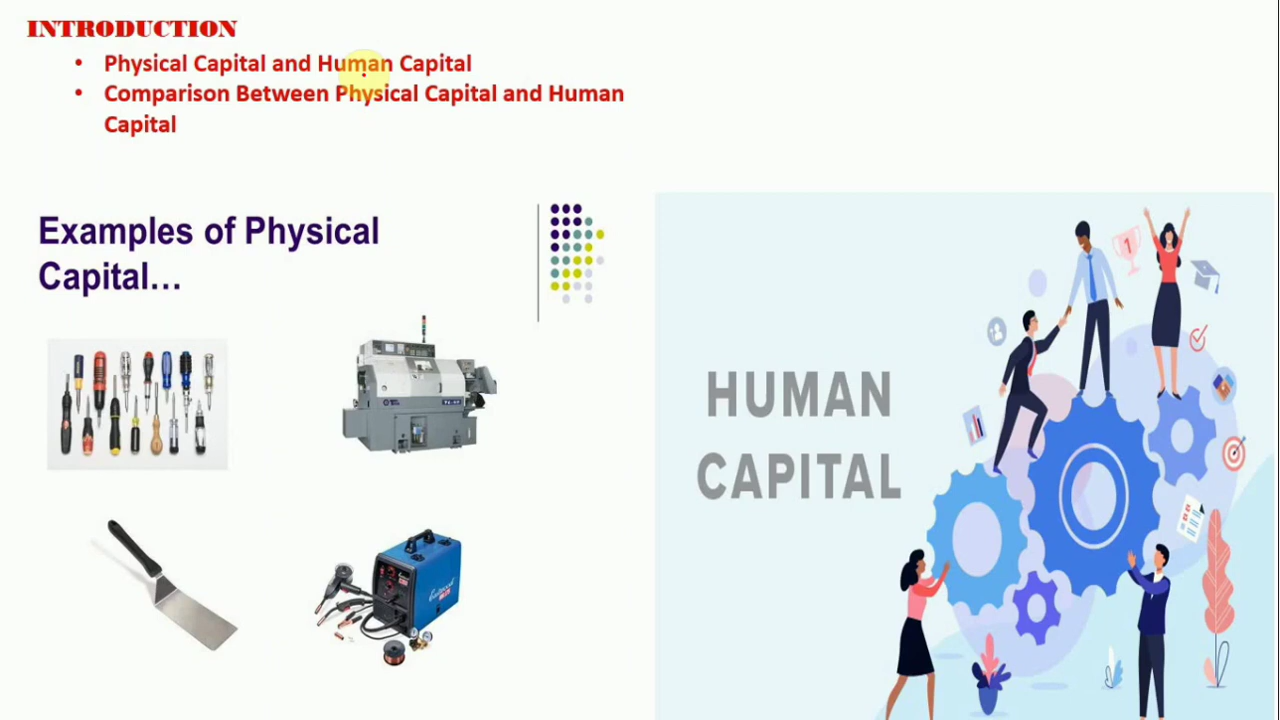 INTRODUCTION
• Physical Capital and Human Capital
• Comparison Between Physical Capital and Human
Capital
Examples of Physical
Capital...
HUMAN
CAPITAL
1